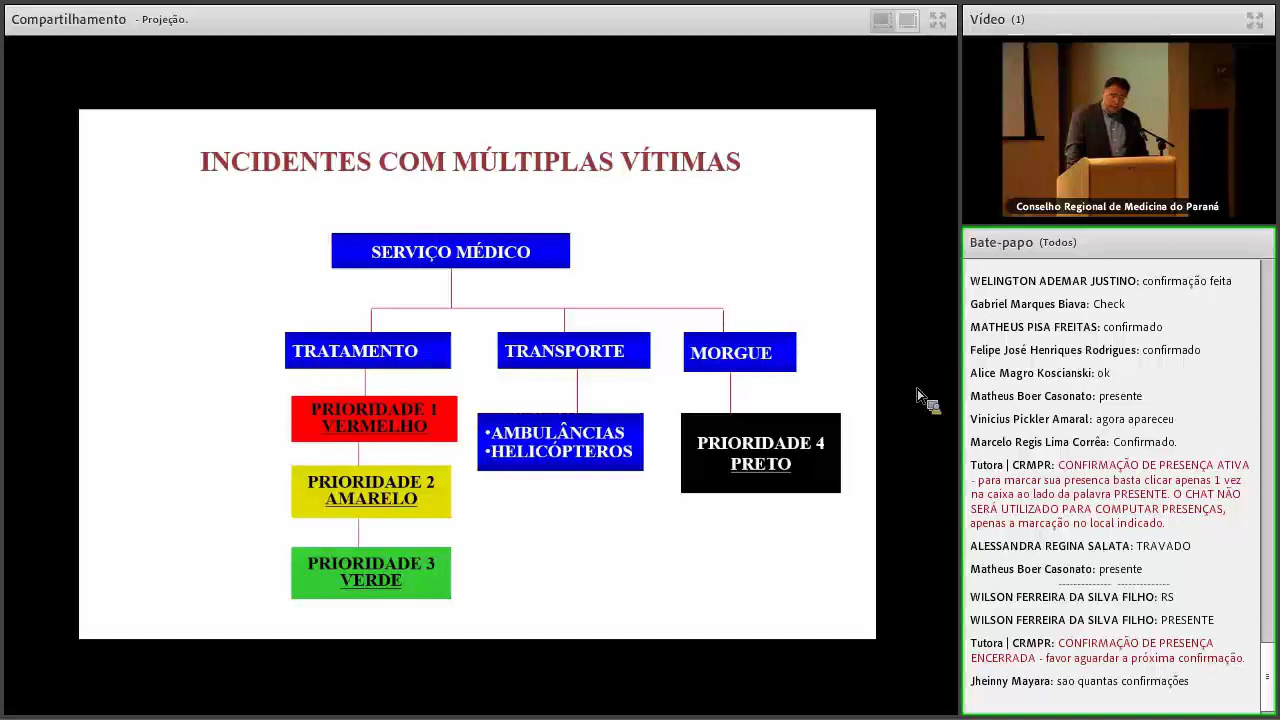 Compartilhamento - Projeção.
INCIDENTES COM MÚLTIPLAS VÍTIMAS
SERVIÇO MÉDICO
TRATAMENTO
TRANSPORTE
MORGUE
PRIORIDADE 1
VERMELHO
•AMBULÂNCIAS
•HELICÓPTEROS
PRIORIDADE 4
PRETO
PRIORIDADE 2
AMARELO
PRIORIDADE 3
VERDE
Vídeo (1)
Conselho Regional de Medicina do Paraná
Bate-papo (Todos)
WELINGTON ADEMAR JUSTINO: confirmação feita
Gabriel Marques Biava: Check
MATHEUS PISA FREITAS: confirmado
Felipe José Henriques Rodrigues: confirmado
Alice Magro Koscianski: ok
Matheus Boer Casonato: presente
Vinicius Pickler Amaral: agora apareceu
Marcelo Regis Lima Corrêa: Confirmado.
Tutora | CRMPR: CONFIRMAÇÃO DE PRESENÇA ATIVA
- para marcar sua presenca basta clicar apenas 1 vez
na caixa ao lado da palavra PRESENTE. O CHAT NÃO
SERÁ UTILIZADO PARA COMPUTAR PRESENÇAS,
apenas a marcação no local indicado.
ALESSANDRA REGINA SALATA: TRAVADO
Matheus Boer Casonato: presente
WILSON FERREIRA DA SILVA FILHO: RS
WILSON FERREIRA DA SILVA FILHO: PRESENTE
Tutora | CRMPR: CONFIRMAÇÃO DE PRESENÇA
ENCERRADA - favor aguardar a próxima confirmação.
Jheinny Mayara: sao quantas confirmações